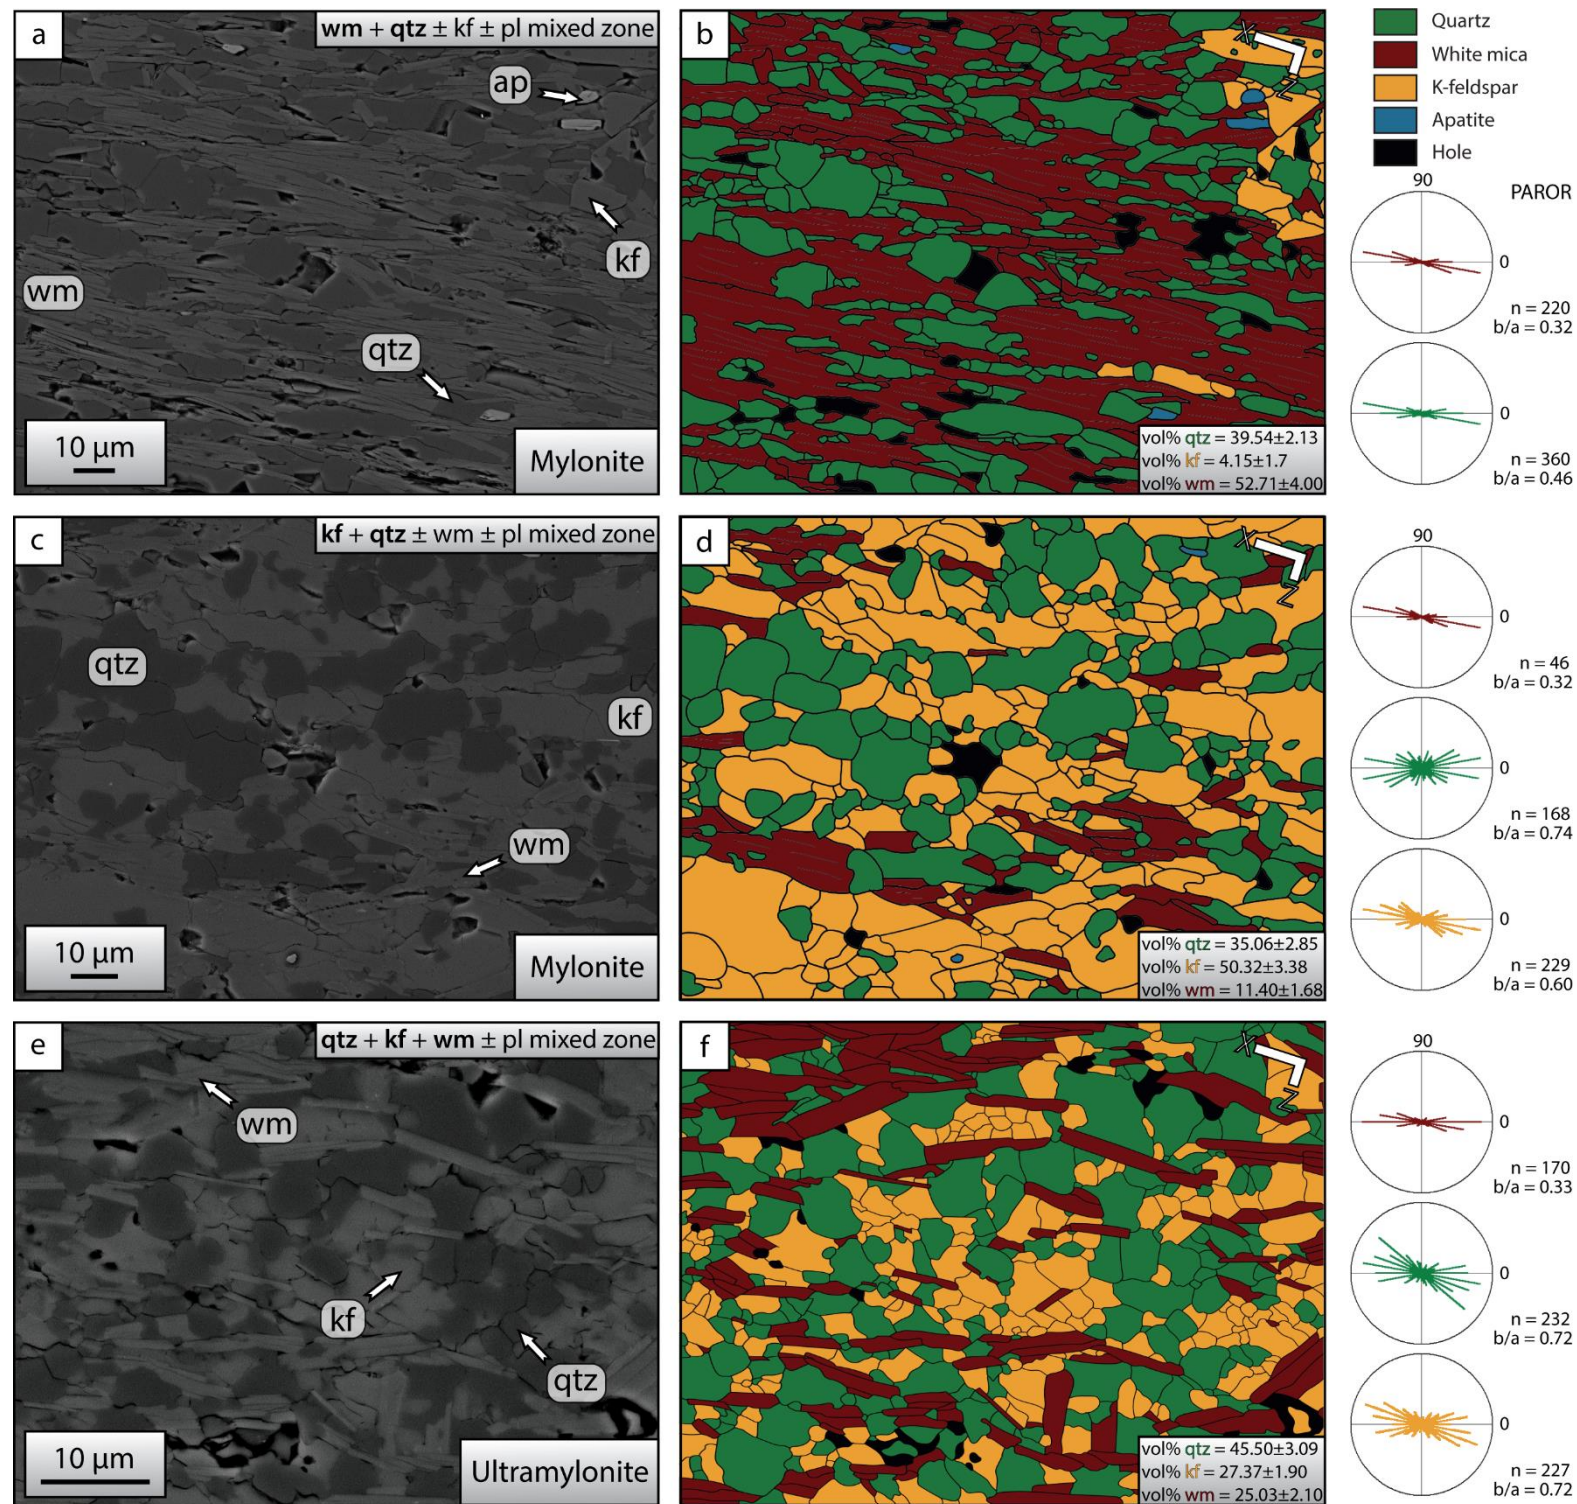 a
wm + qtz ± kf ± pl mixed zone
ap
kf
wm
qtz
10 μm
Mylonite
b
X
Z
vol% qtz = 39.54±2.13
vol% kf = 4.15±1.7
vol% wm = 52.71±4.00
Quartz
White mica
K-feldspar
Apatite
Hole
90
PAROR
0
n = 220
b/a = 0.32
0
n = 360
b/a = 0.46
c
kf + qtz ± wm ± pl mixed zone
qtz
kf
wm
10 μm
Mylonite
d
X
Z
vol% qtz = 35.06±2.85
vol% kf = 50.32±3.38
vol% wm = 11.40±1.68
90
0
n = 46
b/a = 0.32
0
n = 168
b/a = 0.74
0
n = 229
b/a = 0.60
e
qtz + kf + wm ± pl mixed zone
wm
kf
qtz
10 μm
Ultramylonite
f
X
Z
vol% qtz = 45.50±3.09
vol% kf = 27.37±1.90
vol% wm = 25.03±2.10
90
0
n = 170
b/a = 0.33
0
n = 232
b/a = 0.72
0
n = 227
b/a = 0.72